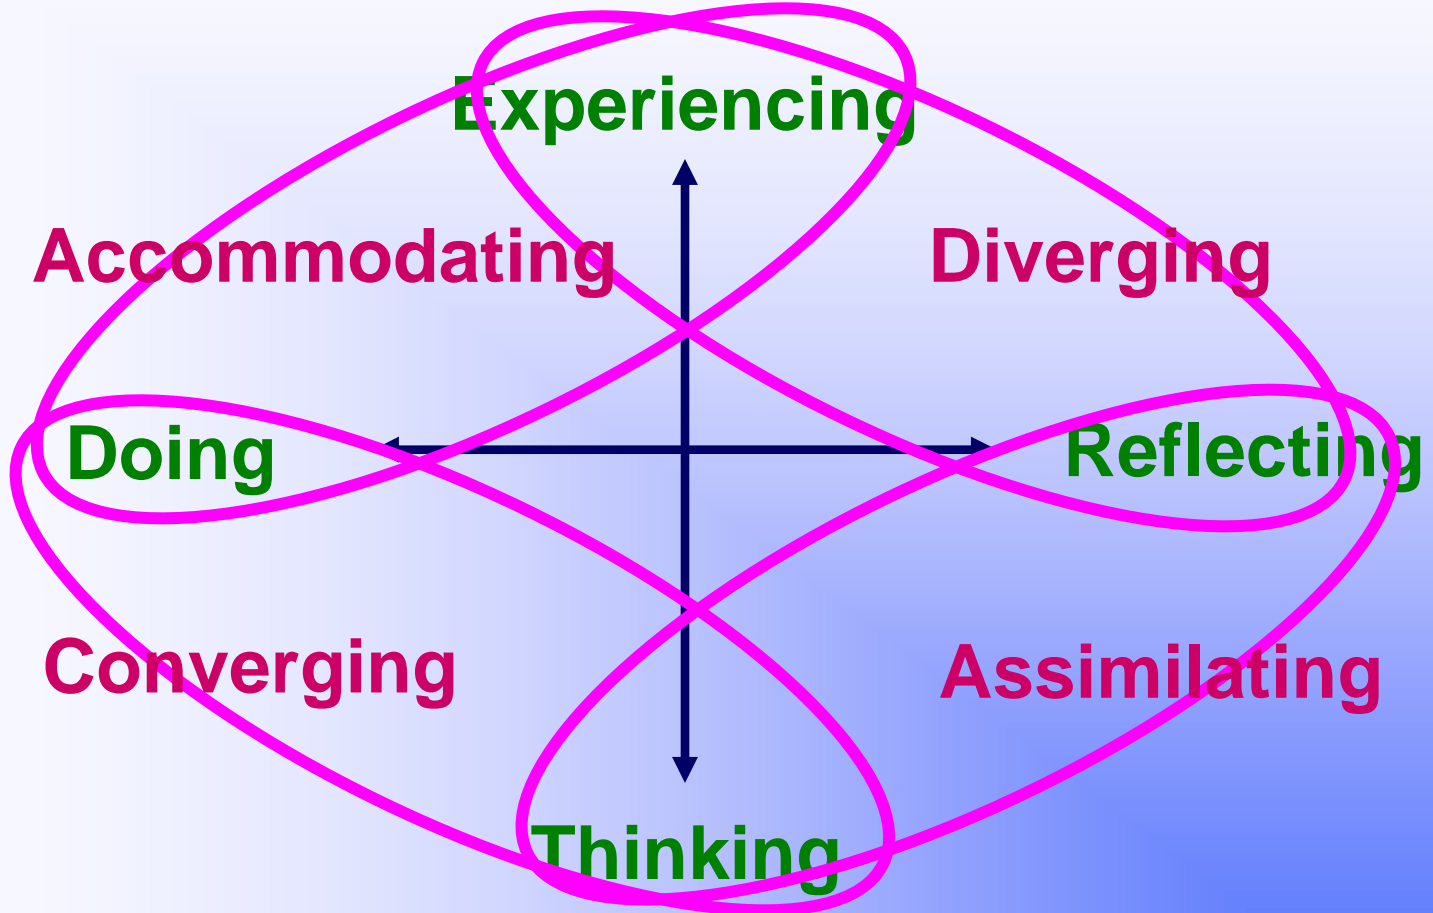 Experiencing
Accommodating
Diverging
Doing
Reflecting
Converging
Assimilating
Thinking